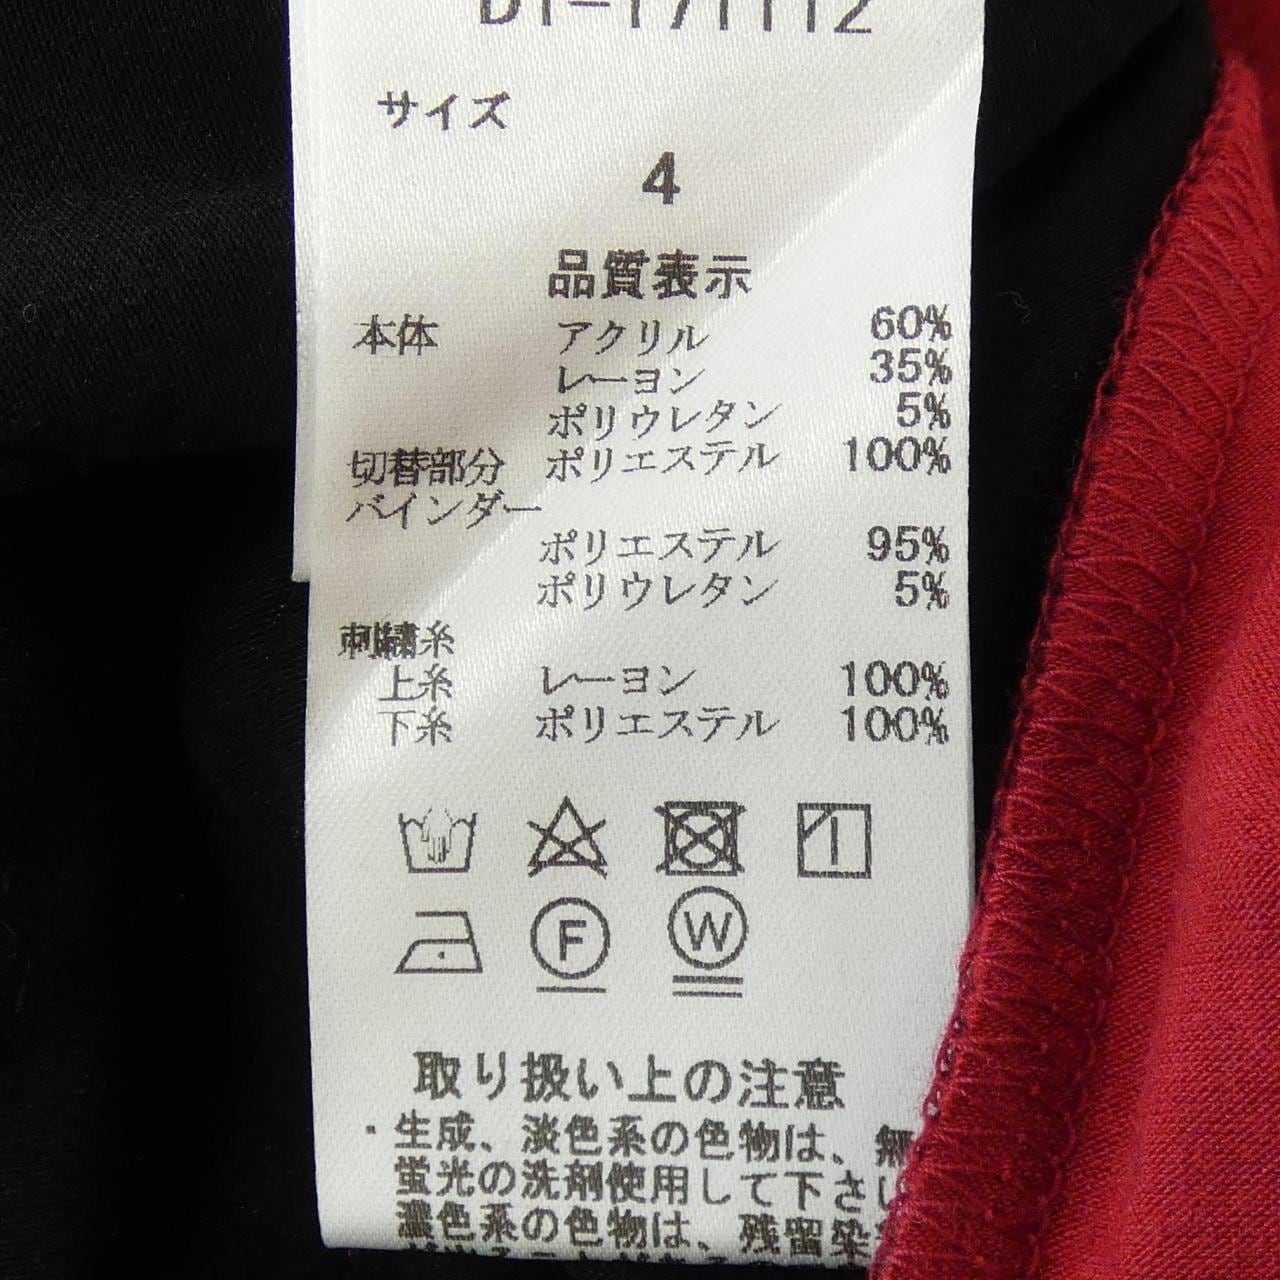 サイズ
4
品質表示
本体 アクリル 60%
レーヨン 35%
ポリウレタン 5%
切替部分 ポリエステル 100%
バインダー
ポリエステル 95%
ポリウレタン 5%
刺繍糸
上糸 レーヨン 100%
下糸 ポリエステル 100%
F W
取り扱い上の注意
・生成、淡色系の色物は、無
蛍光の洗剤使用して下さい
濃色系の色物は、残留染